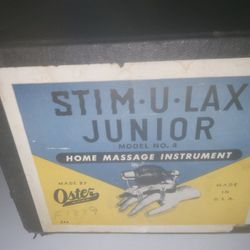 STIM·U·LAX
JUNIOR
MODEL NO. 4
HOME MASSAGE INSTRUMENT
MADE BY
Oster
MADE IN
U.S.A.